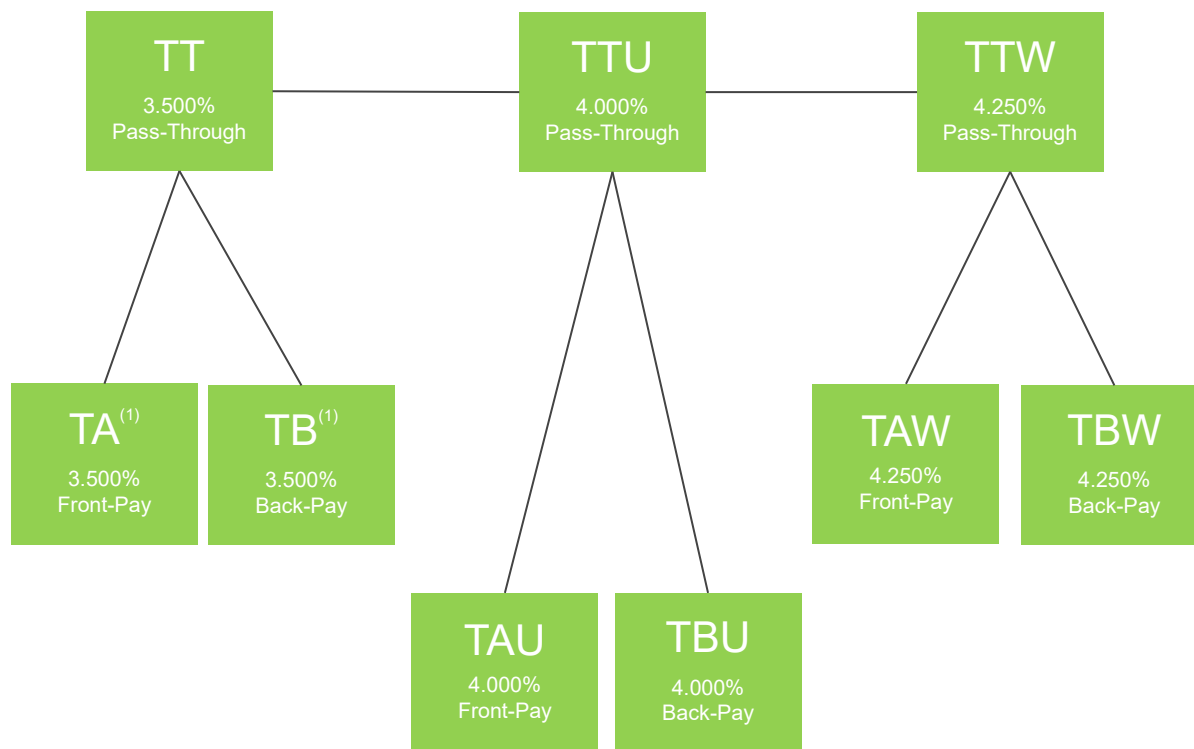 TT
3.500%
Pass-Through
TTU
4.000%
Pass-Through
TTW
4.250%
Pass-Through
TA(1)
3.500%
Front-Pay
TB(1)
3.500%
Back-Pay
TAW
4.250%
Front-Pay
TBW
4.250%
Back-Pay
TAU
4.000%
Front-Pay
TBU
4.000%
Back-Pay